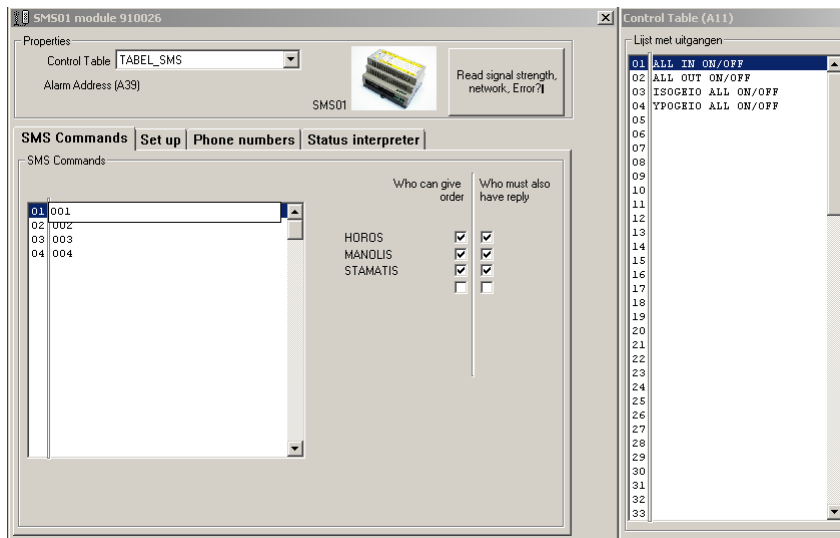 SMS01 module 910026
Properties
Control Table TABEL_SMS
Alarm Address (A39)
SMS01
Read signal strength,
network, Error?
SMS Commands Set up Phone numbers Status interpreter
SMS Commands
Who can give
order
Who must also
have reply
01 001
02 002
03 003
04 004
HOROS
MANOLIS
STAMATIS
Control Table (A11)
Lijst met uitgangen
01 ALL IN ON/OFF
02 ALL OUT ON/OFF
03 ISOGEIO ALL ON/OFF
04 YPOGEIO ALL ON/OFF
05
06
07
08
09
10
11
12
13
14
15
16
17
18
19
20
21
22
23
24
25
26
27
28
29
30
31
32
33